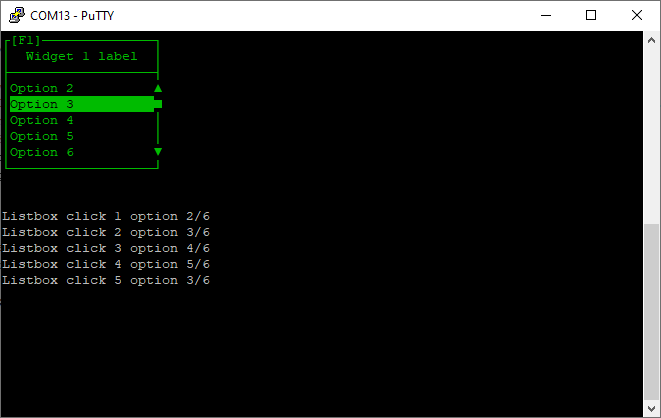 COM13 - PuTTY
[F1]
Widget 1 label
Option 2
Option 3
Option 4
Option 5
Option 6
Listbox click 1 option 2/6
Listbox click 2 option 3/6
Listbox click 3 option 4/6
Listbox click 4 option 5/6
Listbox click 5 option 3/6